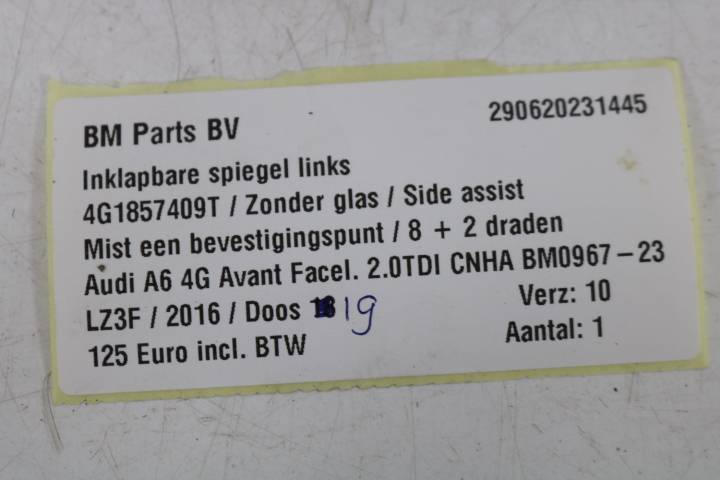 BM Parts BV 290620231445
Inklapbare spiegel links
4G1857409T / Zonder glas / Side assist
Mist een bevestigingspunt / 8 + 2 draden
Audi A6 4G Avant Facel. 2.0TDI CNHA BM0967-23
LZ3F / 2016 / Doos 19 Verz: 10
125 Euro incl. BTW Aantal: 1